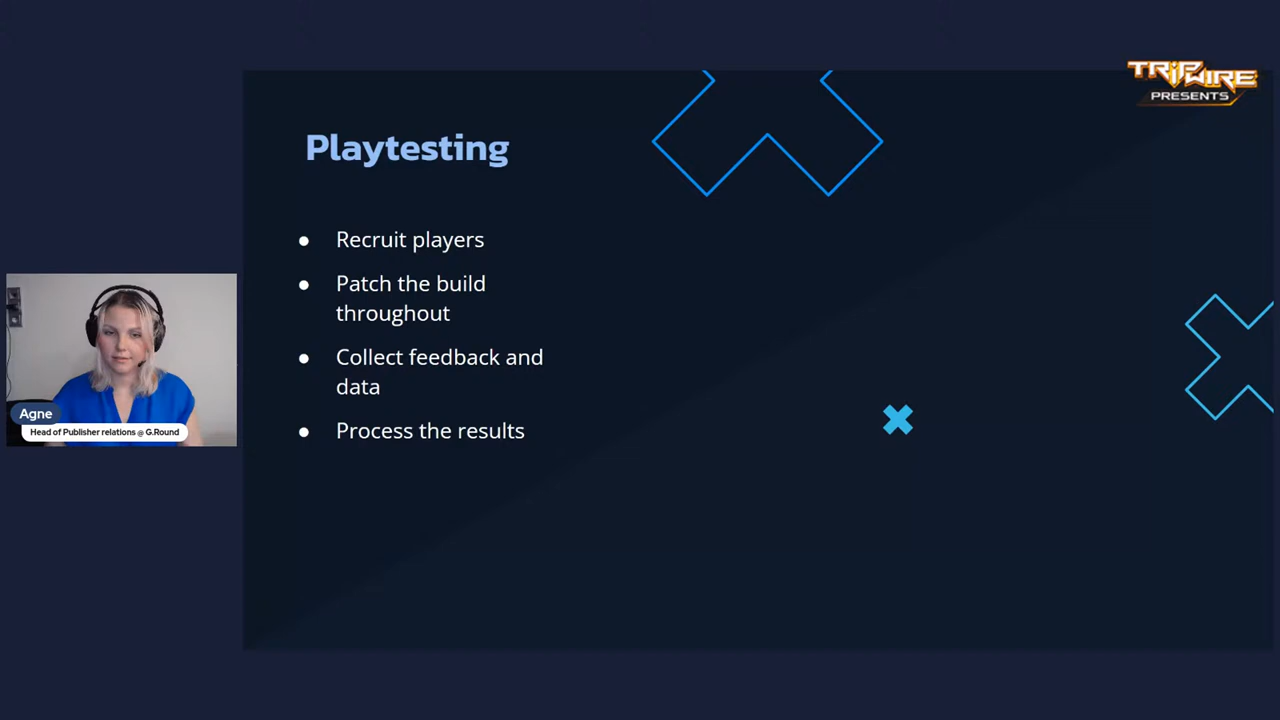 TRIPWIRE
PRESENTS
Playtesting
● Recruit players
● Patch the build
throughout
● Collect feedback and
data
● Process the results
Agne
Head of Publisher relations @ G.Round